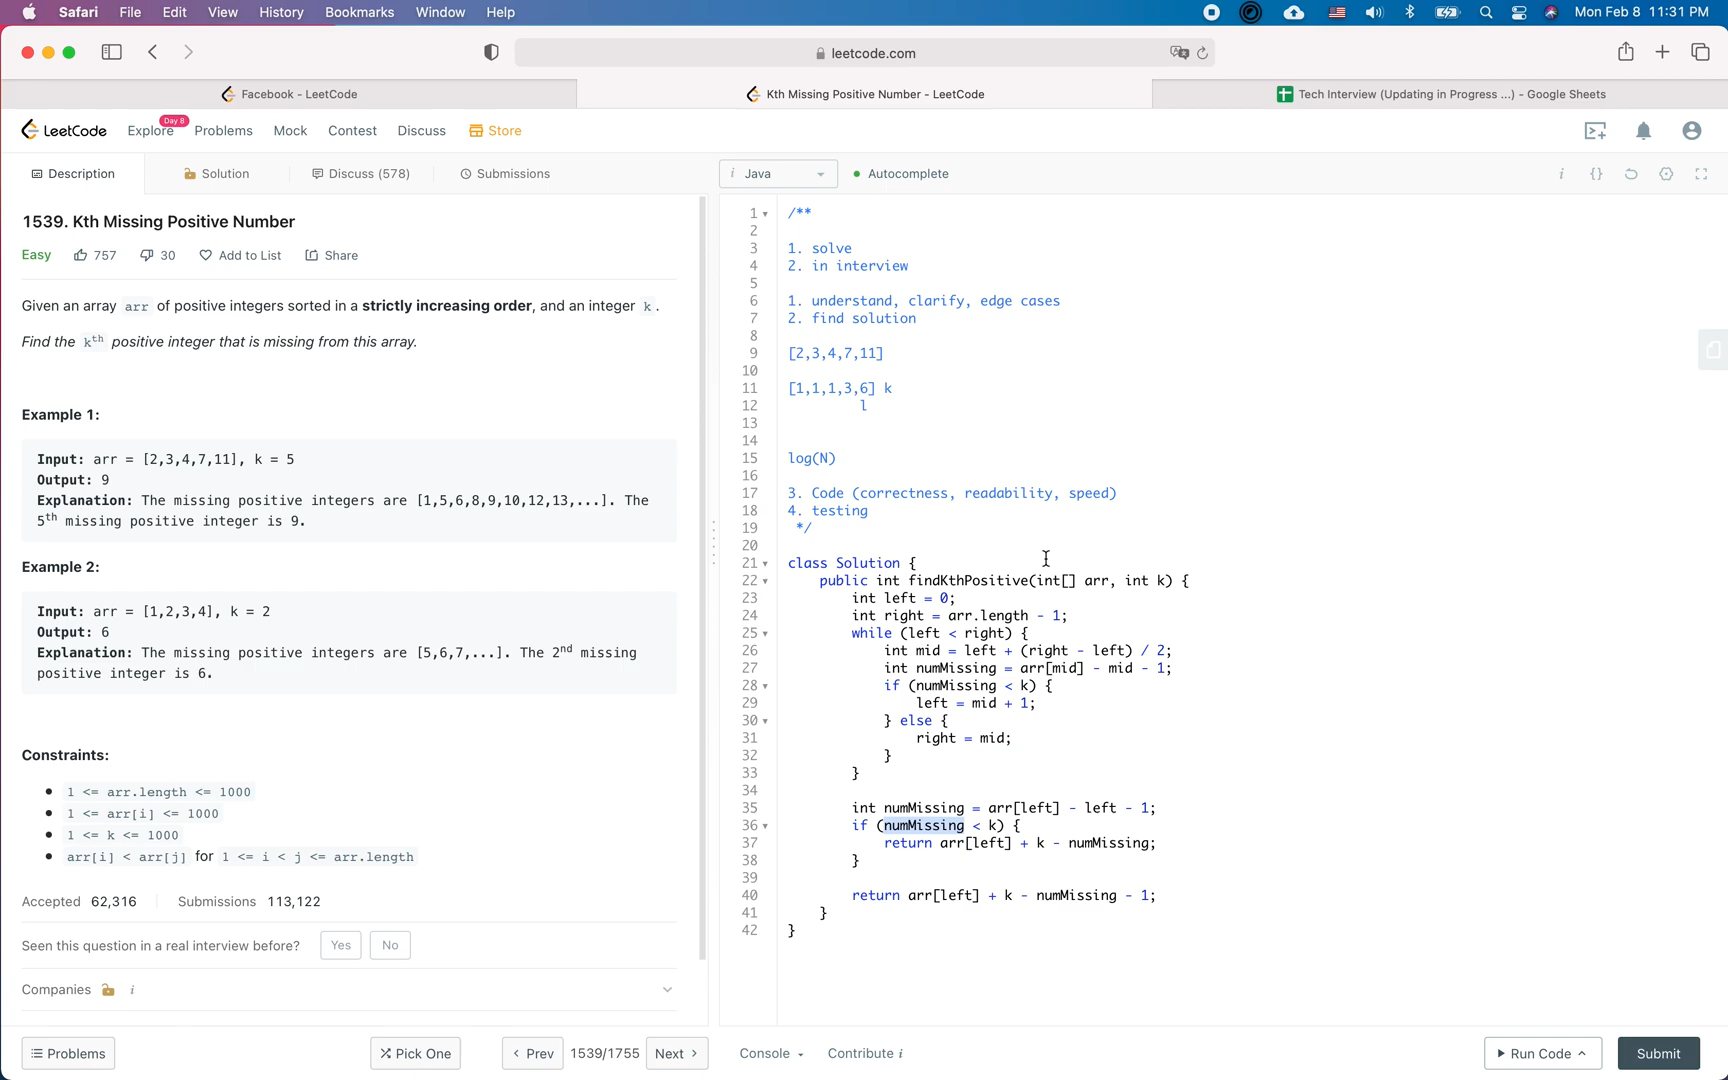 Safari File Edit View History Bookmarks Window Help Mon Feb 8 11:31 PM
leetcode.com
Facebook - LeetCode
Kth Missing Positive Number - LeetCode
Tech Interview (Updating in Progress ...) - Google Sheets
LeetCode Explore Day 8 Problems Mock Contest Discuss Store
Description Solution Discuss (578) Submissions
i Java Autocomplete i {}
1539. Kth Missing Positive Number
Easy 757 30 Add to List Share
Given an array arr of positive integers sorted in a strictly increasing order, and an integer k.
Find the kth positive integer that is missing from this array.
Example 1:
Input: arr = [2,3,4,7,11], k = 5
Output: 9
Explanation: The missing positive integers are [1,5,6,8,9,10,12,13,...]. The
5th missing positive integer is 9.
Example 2:
Input: arr = [1,2,3,4], k = 2
Output: 6
Explanation: The missing positive integers are [5,6,7,...]. The 2nd missing
positive integer is 6.
Constraints:
1 <= arr.length <= 1000
1 <= arr[i] <= 1000
1 <= k <= 1000
arr[i] < arr[j] for 1 <= i < j <= arr.length
Accepted 62,316 Submissions 113,122
Seen this question in a real interview before? Yes No
Companies i
Problems Pick One < Prev 1539/1755 Next >
1 /**
2
3 1. solve
4 2. in interview
5
6 1. understand, clarify, edge cases
7 2. find solution
8
9 [2,3,4,7,11]
10
11 [1,1,1,3,6] k
12 l
13
14
15 log(N)
16
17 3. Code (correctness, readability, speed)
18 4. testing
19 */
20
21 class Solution {
22 public int findKthPositive(int[] arr, int k) {
23 int left = 0;
24 int right = arr.length - 1;
25 while (left < right) {
26 int mid = left + (right - left) / 2;
27 int numMissing = arr[mid] - mid - 1;
28 if (numMissing < k) {
29 left = mid + 1;
30 } else {
31 right = mid;
32 }
33 }
34
35 int numMissing = arr[left] - left - 1;
36 if (numMissing < k) {
37 return arr[left] + k - numMissing;
38 }
39
40 return arr[left] + k - numMissing - 1;
41 }
42 }
Console Contribute i Run Code Submit